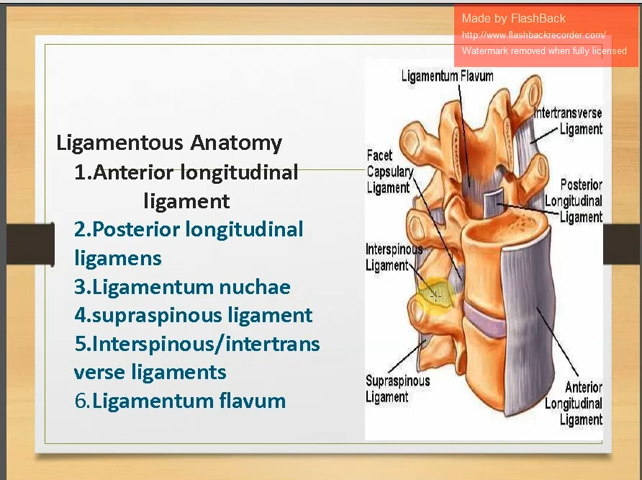 Made by FlashBack
http://www.flashbackrecorder.com/
Watermark removed when fully licensed
Ligamentous Anatomy
1.Anterior longitudinal
ligament
2.Posterior longitudinal
ligamens
3.Ligamentum nuchae
4.supraspinous ligament
5.Interspinous/intertrans
verse ligaments
6.Ligamentum flavum
Ligamentum Flavum
Intertransverse
Ligament
Facet
Capsulary
Ligament
Posterior
Longitudinal
Ligament
Interspinous
Ligament
Supraspinous
Ligament
Anterior
Longitudinal
Ligament